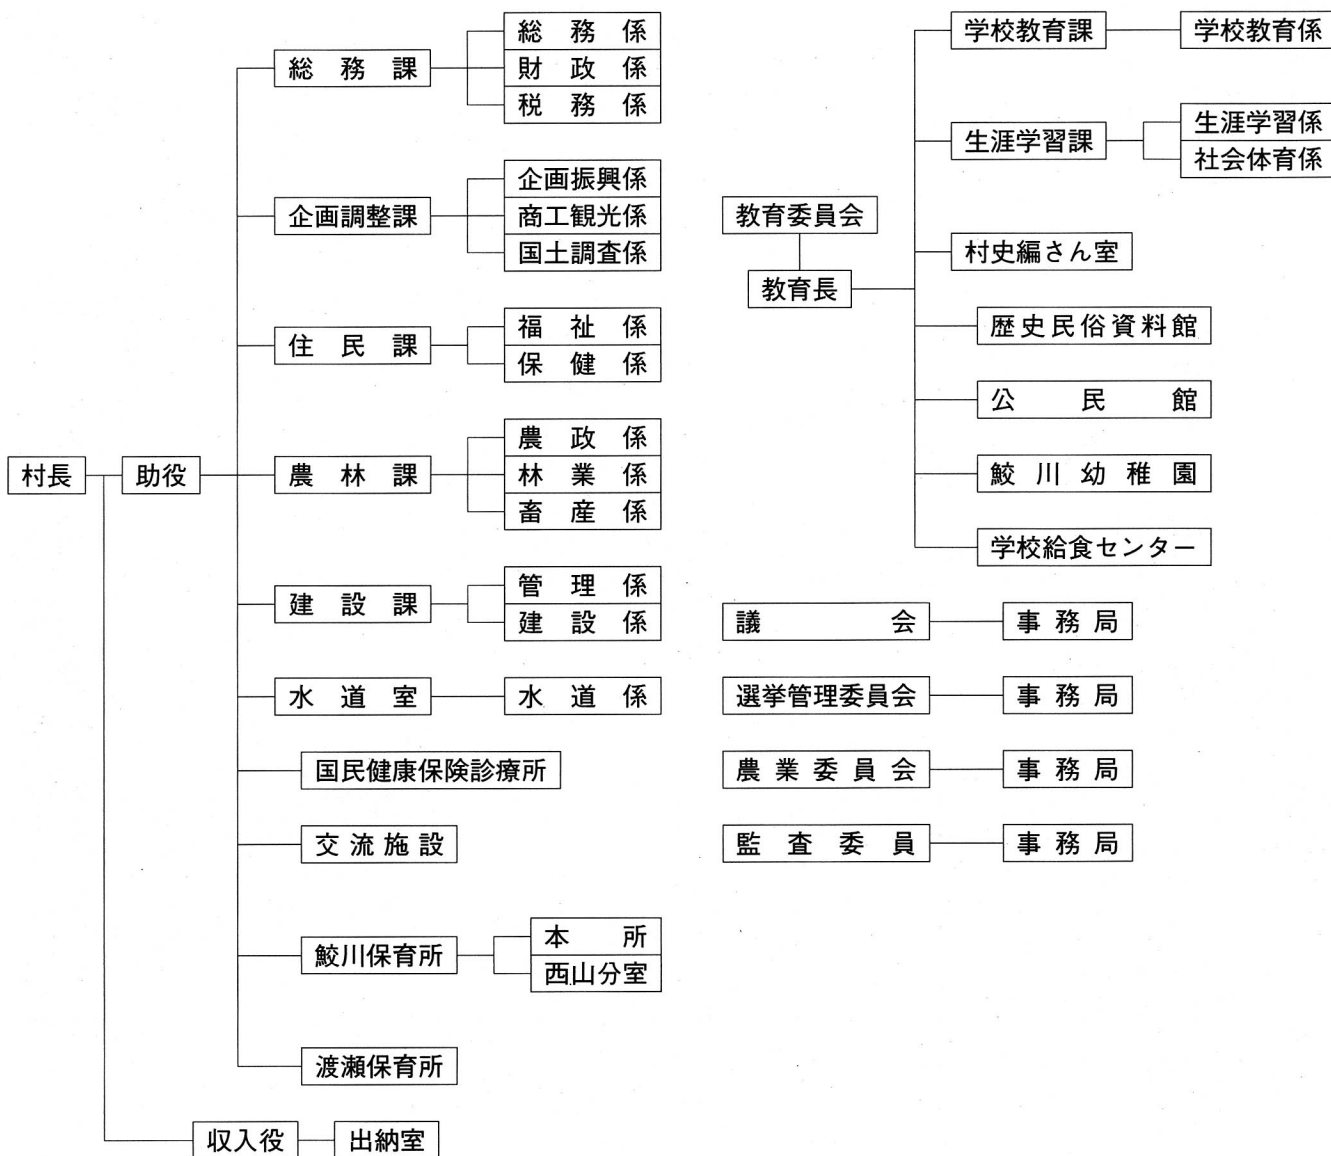 村長
助役
総務課
総務係
財政係
税務係
企画調整課
企画振興係
商工観光係
国土調査係
住民課
福祉係
保健係
農林課
農政係
林業係
畜産係
建設課
管理係
建設係
水道室
水道係
国民健康保険診療所
交流施設
鮫川保育所
本所
西山分室
渡瀬保育所
収入役
出納室
教育委員会
教育長
学校教育課
学校教育係
生涯学習課
生涯学習係
社会体育係
村史編さん室
歴史民俗資料館
公民館
鮫川幼稚園
学校給食センター
議会
事務局
選挙管理委員会
事務局
農業委員会
事務局
監査委員
事務局